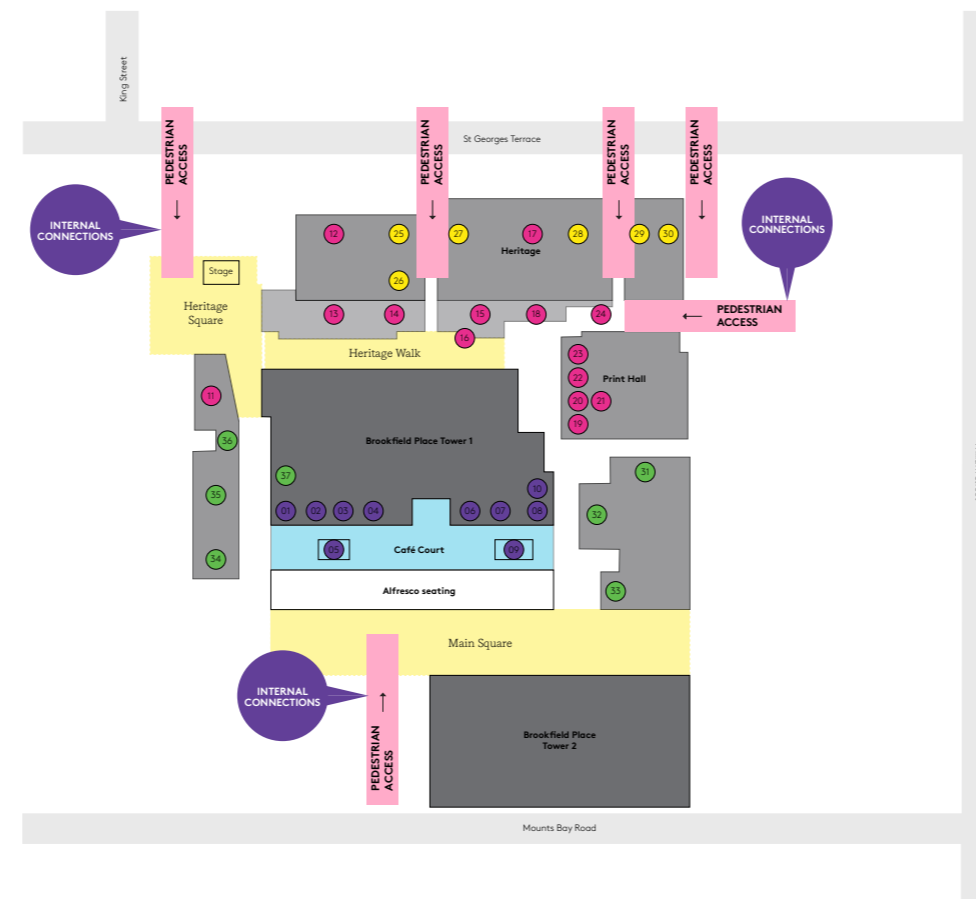 King Street
St Georges Terrace
PEDESTRIAN
ACCESS
PEDESTRIAN
ACCESS
PEDESTRIAN
ACCESS
PEDESTRIAN
ACCESS
INTERNAL
CONNECTIONS
INTERNAL
CONNECTIONS
12
25
27
17
28
29
30
Heritage
Stage
26
Heritage
Square
13
14
15
18
24
PEDESTRIAN
ACCESS
16
Heritage Walk
23
22
Print Hall
20
21
19
11
36
Brookfield Place Tower 1
37
35
10
01
02
03
04
06
07
08
31
32
05
Café Court
09
34
33
Alfresco seating
Main Square
INTERNAL
CONNECTIONS
PEDESTRIAN
ACCESS
Brookfield Place
Tower 2
Mounts Bay Road